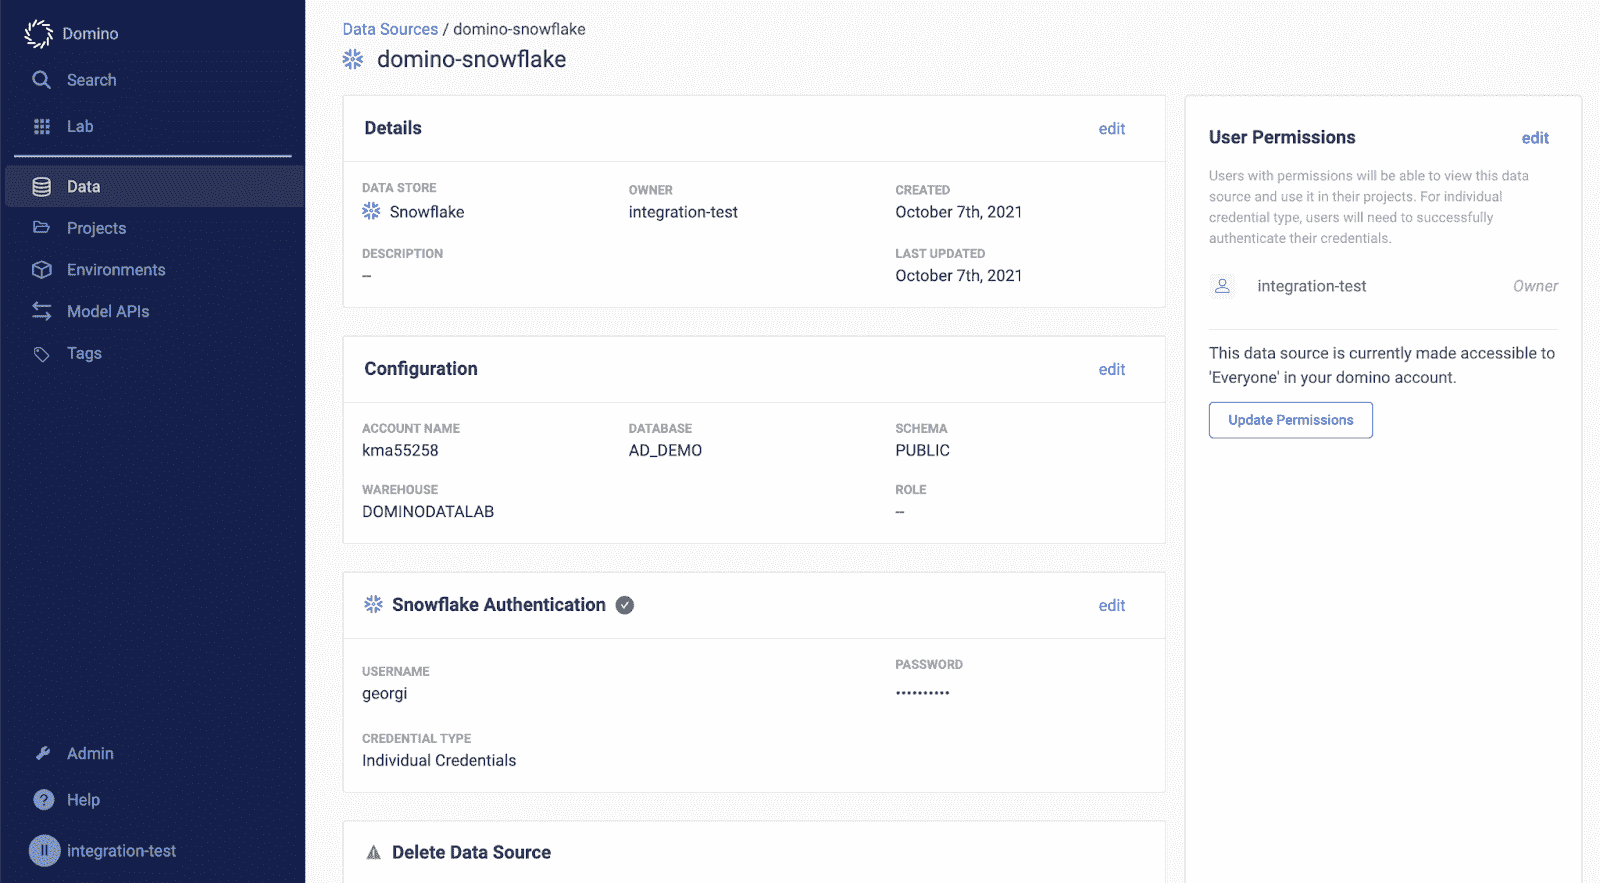 Domino
Search
Lab
Data
Projects
Environments
Model APIs
Tags
Admin
?
Help
II
integration-test
Data Sources / domino-snowflake
domino-snowflake
Details
edit
DATA STORE
Snowflake
OWNER
integration-test
CREATED
October 7th, 2021
DESCRIPTION
--
LAST UPDATED
October 7th, 2021
Configuration
edit
ACCOUNT NAME
kma55258
DATABASE
AD_DEMO
SCHEMA
PUBLIC
WAREHOUSE
DOMINODATALAB
ROLE
--
Snowflake Authentication
edit
USERNAME
georgi
PASSWORD
••••••••••
CREDENTIAL TYPE
Individual Credentials
Delete Data Source
User Permissions
edit
Users with permissions will be able to view this data
source and use it in their projects. For individual
credential type, users will need to successfully
authenticate their credentials.
integration-test
Owner
This data source is currently made accessible to
'Everyone' in your domino account.
Update Permissions